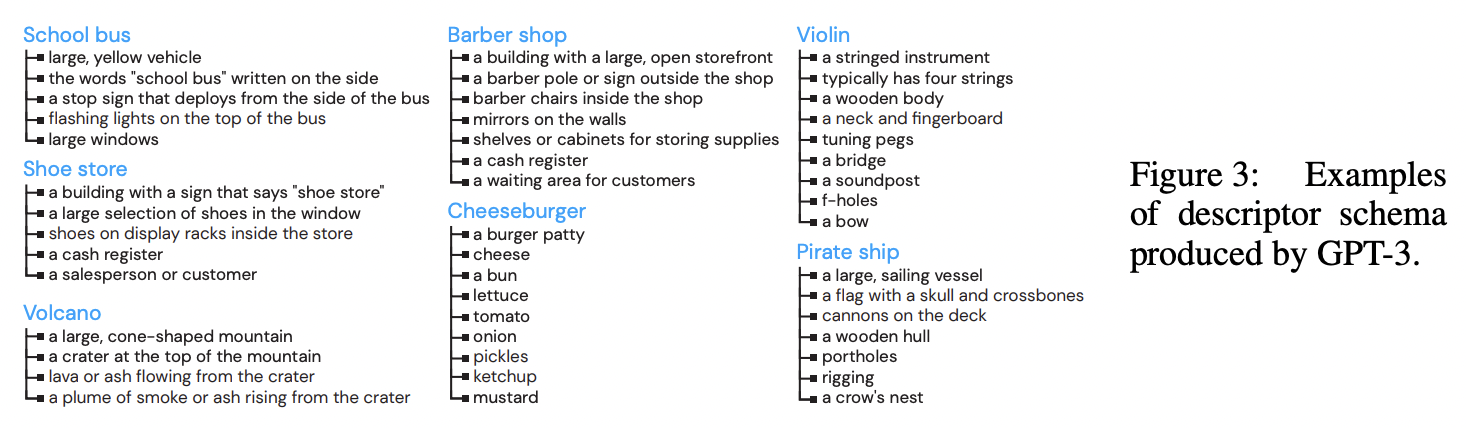 School bus
large, yellow vehicle
the words "school bus" written on the side
a stop sign that deploys from the side of the bus
flashing lights on the top of the bus
large windows
Shoe store
a building with a sign that says "shoe store"
a large selection of shoes in the window
shoes on display racks inside the store
a cash register
a salesperson or customer
Volcano
a large, cone-shaped mountain
a crater at the top of the mountain
lava or ash flowing from the crater
a plume of smoke or ash rising from the crater
Barber shop
a building with a large, open storefront
a barber pole or sign outside the shop
barber chairs inside the shop
mirrors on the walls
shelves or cabinets for storing supplies
a cash register
a waiting area for customers
Cheeseburger
a burger patty
cheese
a bun
lettuce
tomato
onion
pickles
ketchup
mustard
Violin
a stringed instrument
typically has four strings
a wooden body
a neck and fingerboard
tuning pegs
a bridge
a soundpost
f-holes
a bow
Pirate ship
a large, sailing vessel
a flag with a skull and crossbones
cannons on the deck
a wooden hull
portholes
rigging
a crow's nest
Figure 3: Examples
of descriptor schema
produced by GPT-3.